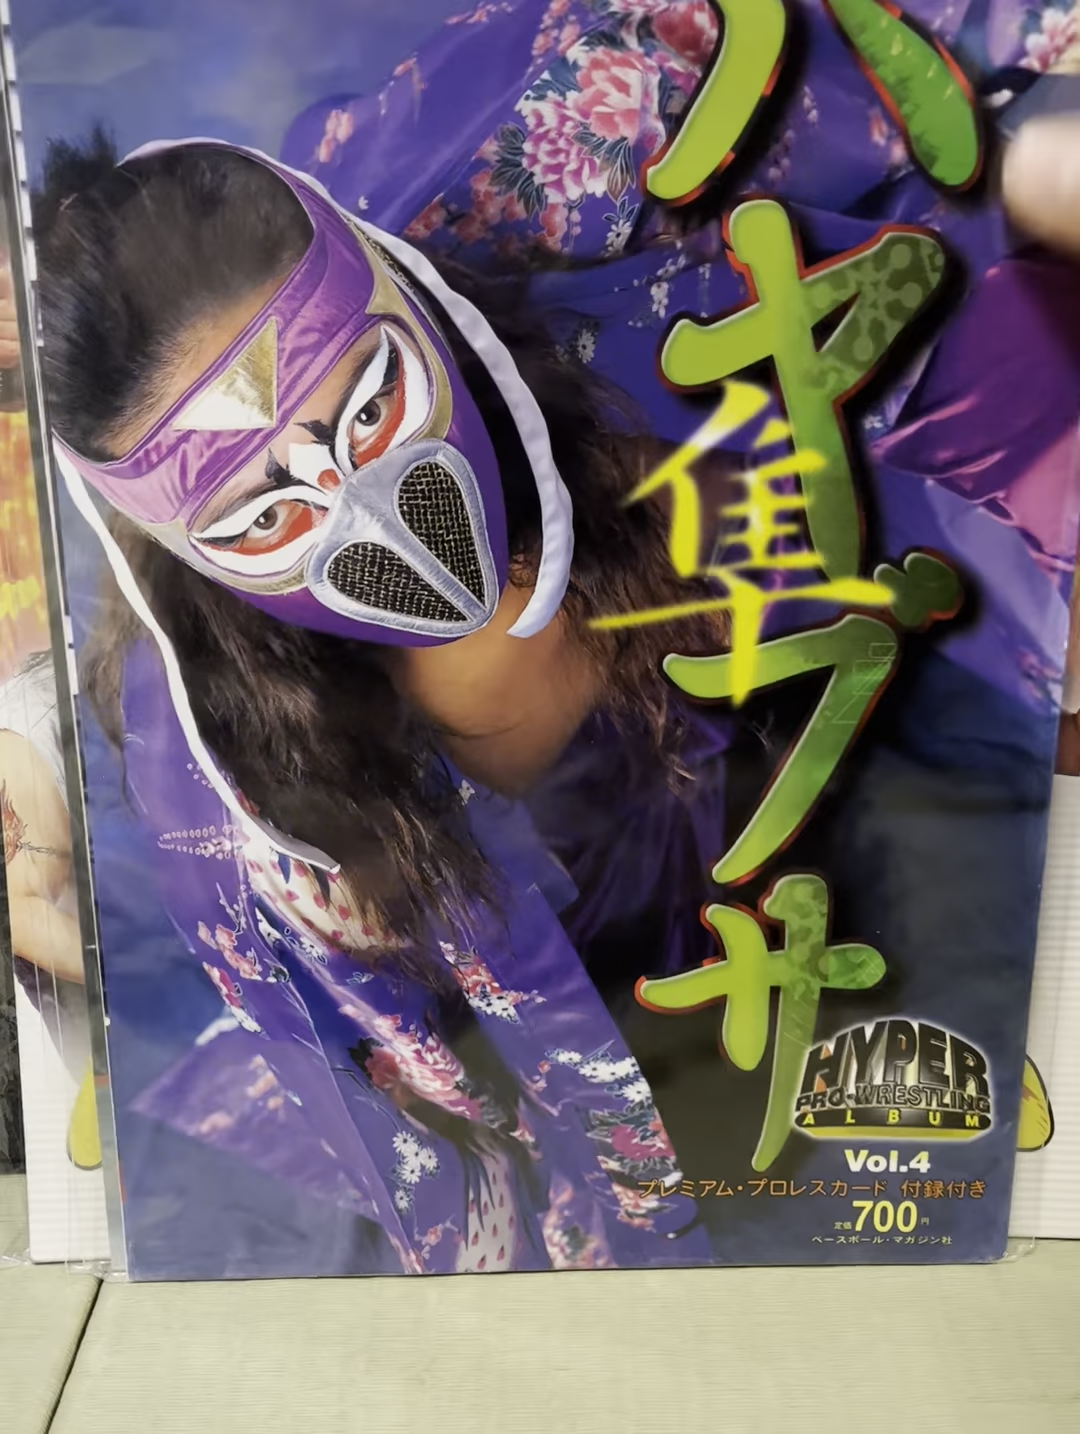 ハヤブサ
隼
HYPER
PRO-WRESTLING
ALBUM
Vol.4
プレミアム・プロレスカード 付録付き
定価700円
ベースボール・マガジン社